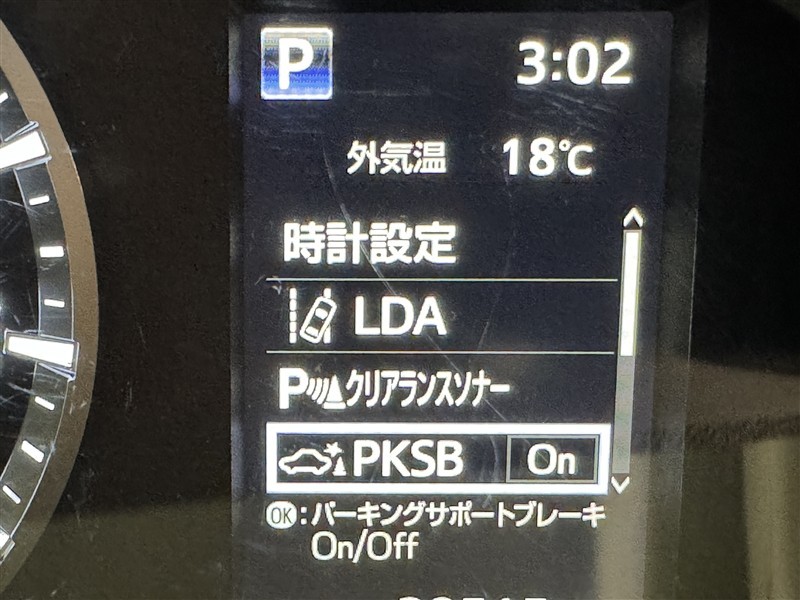 P 3:02
外気温 18℃
時計設定
LDA
Pクリアランスソナー
PKSB On
OK:パーキングサポートブレーキ
On/Off